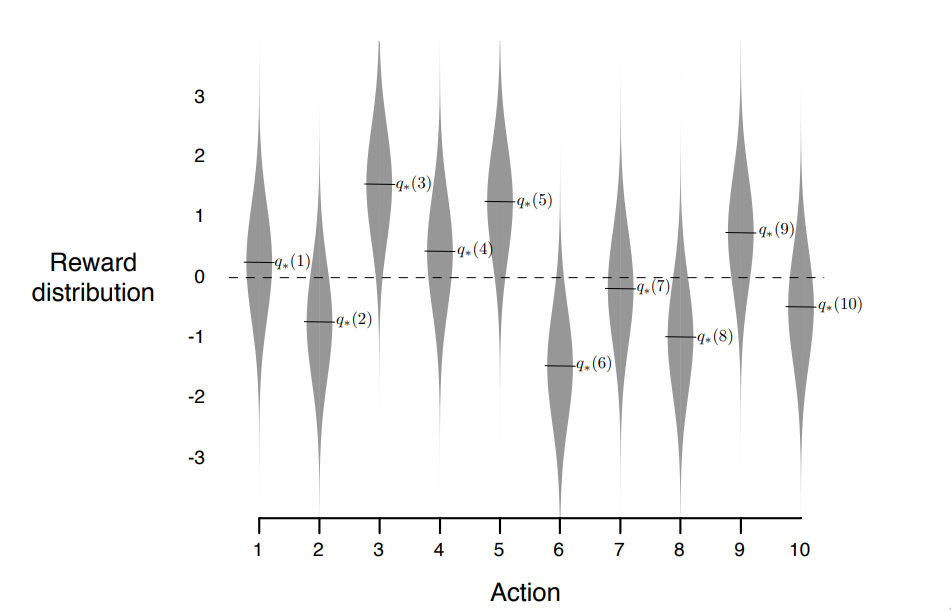 3
2
1
0
-1
-2
-3
Reward
distribution
q*(1)
q*(2)
q*(3)
q*(4)
q*(5)
q*(6)
q*(7)
q*(8)
q*(9)
q*(10)
1 2 3 4 5 6 7 8 9 10
Action